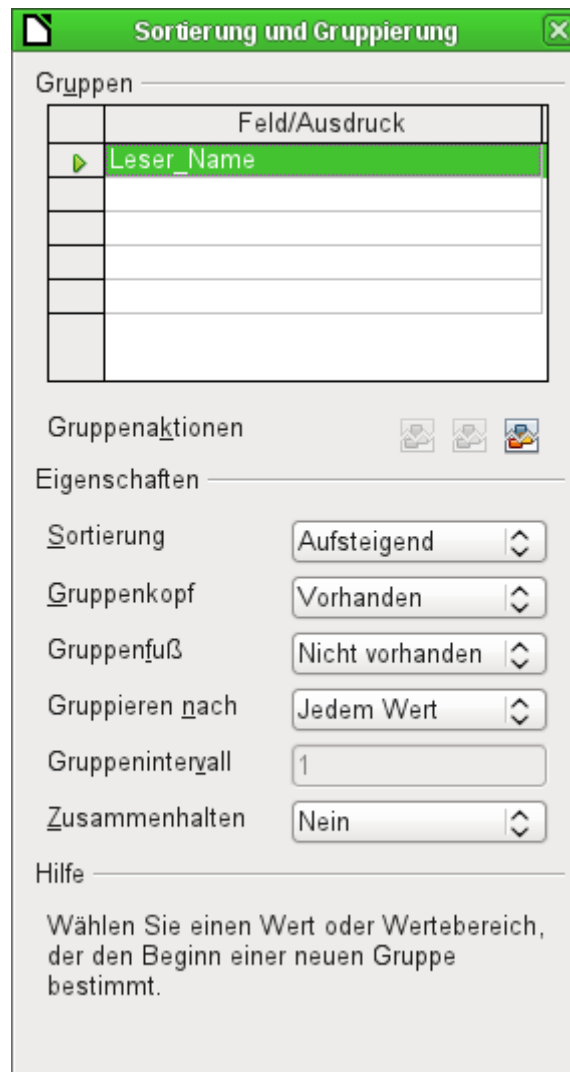 Sortierung und Gruppierung
Gruppen
Feld/Ausdruck
Leser_Name
Gruppenaktionen
Eigenschaften
Sortierung
Aufsteigend
Gruppenkopf
Vorhanden
Gruppenfuß
Nicht vorhanden
Gruppieren nach
Jedem Wert
Gruppenintervall
1
Zusammenhalten
Nein
Hilfe
Wählen Sie einen Wert oder Wertebereich,
der den Beginn einer neuen Gruppe
bestimmt.